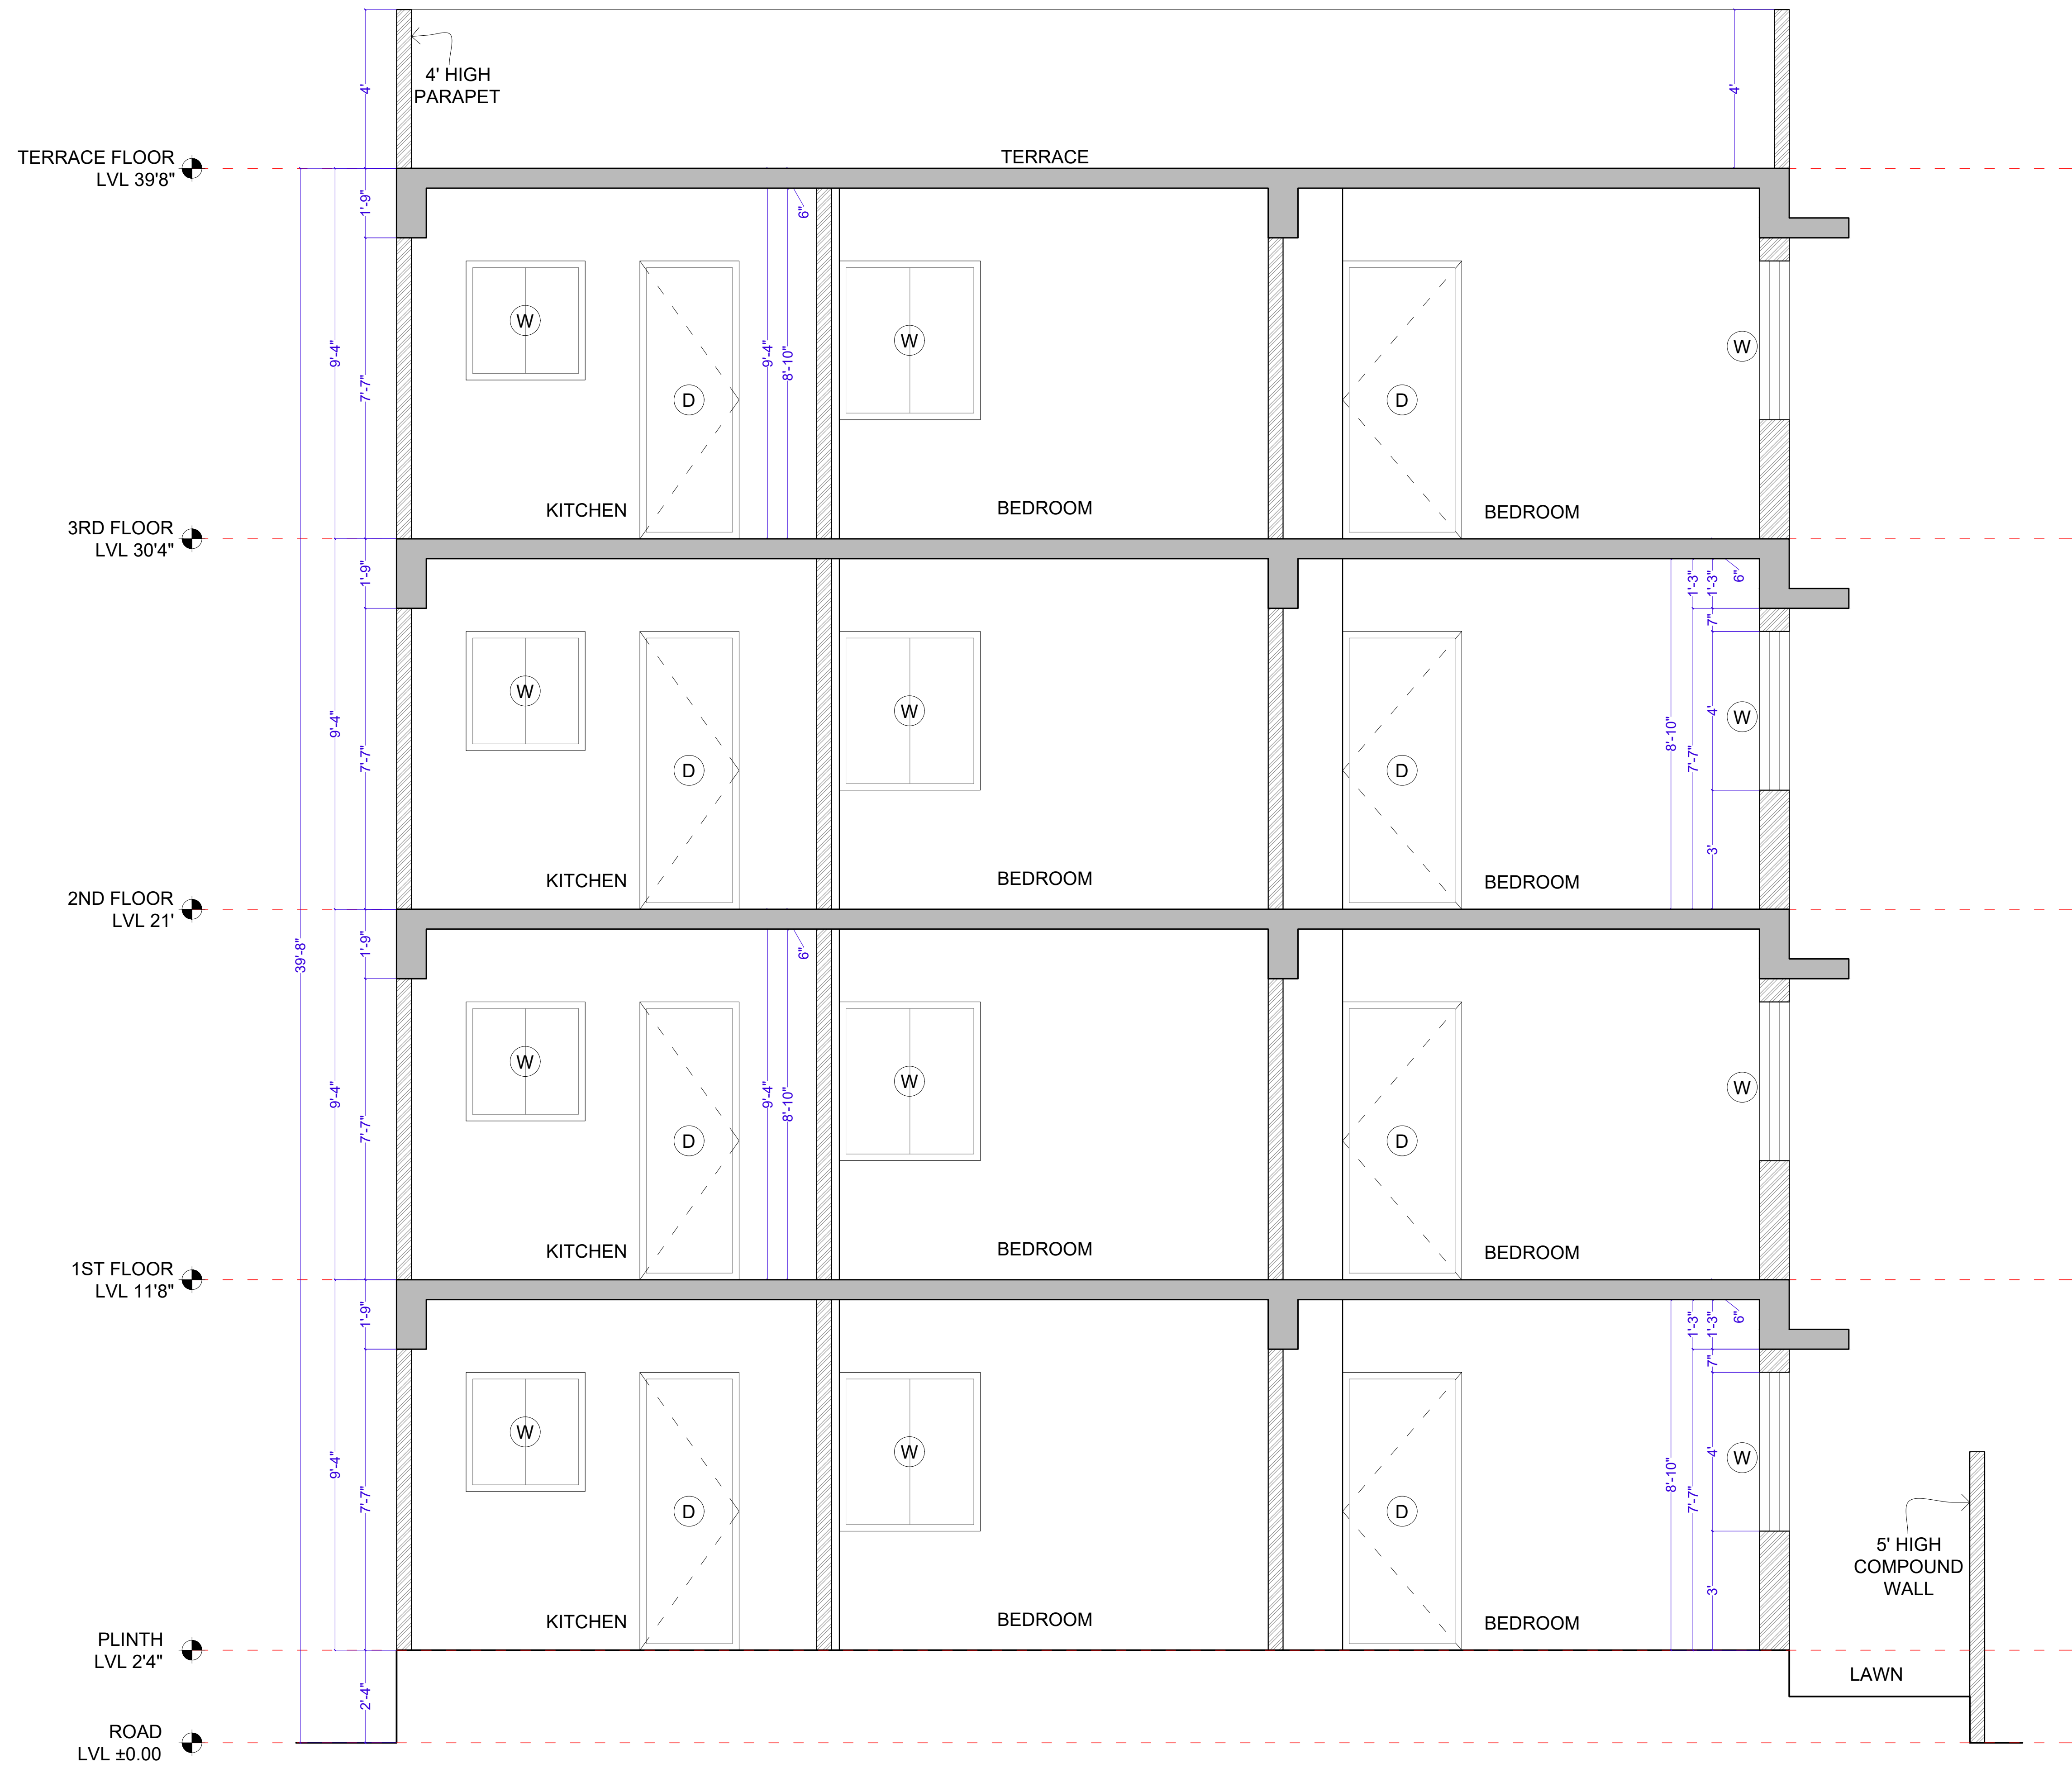 4'
4' HIGH
PARAPET
4'
TERRACE FLOOR
LVL 39'8"
TERRACE
1'-9"
6"
W
W
W
9'-4"
7'-7"
9'-4"
8'-10"
D
D
KITCHEN
BEDROOM
BEDROOM
3RD FLOOR
LVL 30'4"
1'-9"
1'-3"
1'-3"
6"
7"
W
W
W
9'-4"
7'-7"
D
D
8'-10"
7'-7"
4'
3'
KITCHEN
BEDROOM
BEDROOM
2ND FLOOR
LVL 21'
39'-8"
1'-9"
6"
W
W
W
9'-4"
7'-7"
9'-4"
8'-10"
D
D
KITCHEN
BEDROOM
BEDROOM
1ST FLOOR
LVL 11'8"
1'-9"
1'-3"
1'-3"
6"
7"
W
W
W
9'-4"
7'-7"
D
D
8'-10"
7'-7"
4'
3'
5' HIGH
COMPOUND
WALL
KITCHEN
BEDROOM
BEDROOM
PLINTH
LVL 2'4"
LAWN
2'-4"
ROAD
LVL ±0.00